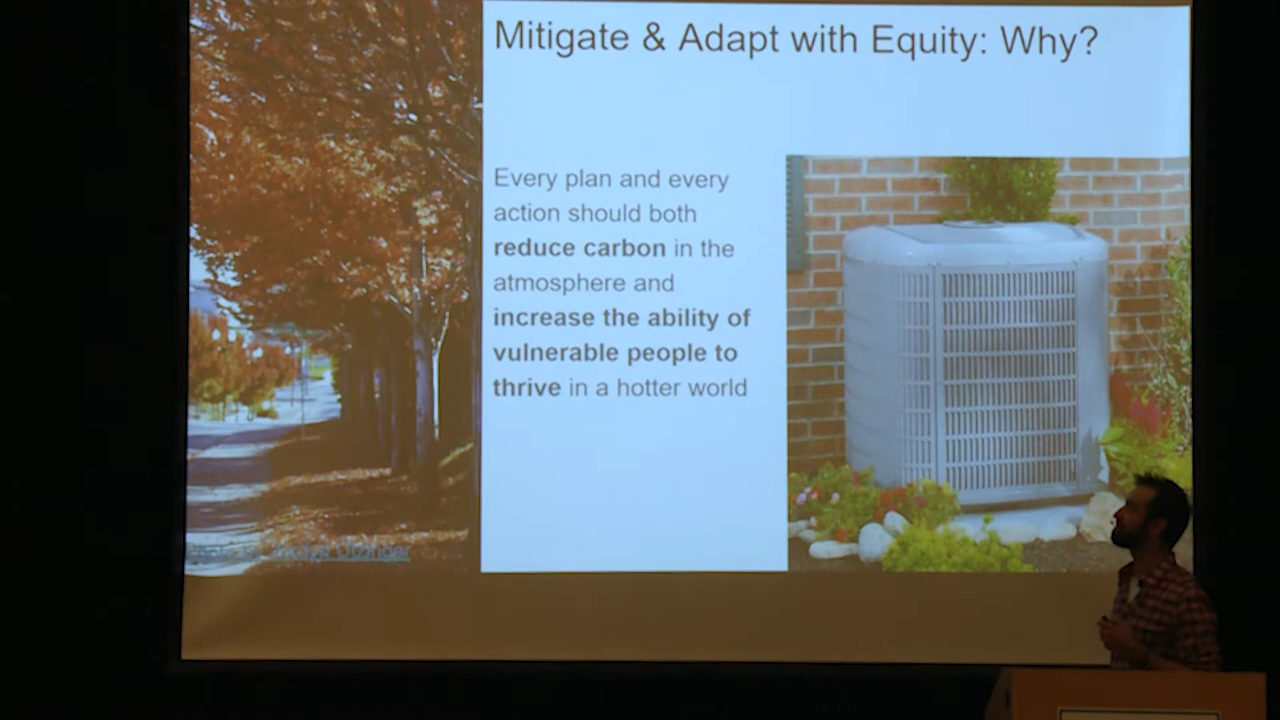 Mitigate & Adapt with Equity: Why?
Every plan and every
action should both
reduce carbon in the
atmosphere and
increase the ability of
vulnerable people to
thrive in a hotter world